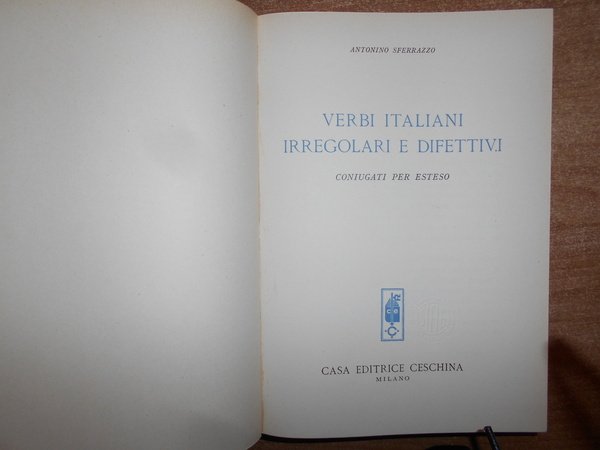 ANTONINO SFERRAZZO
VERBI ITALIANI
IRREGOLARI E DIFETTIVI
CONIUGATI PER ESTESO
CASA EDITRICE CESCHINA
MILANO